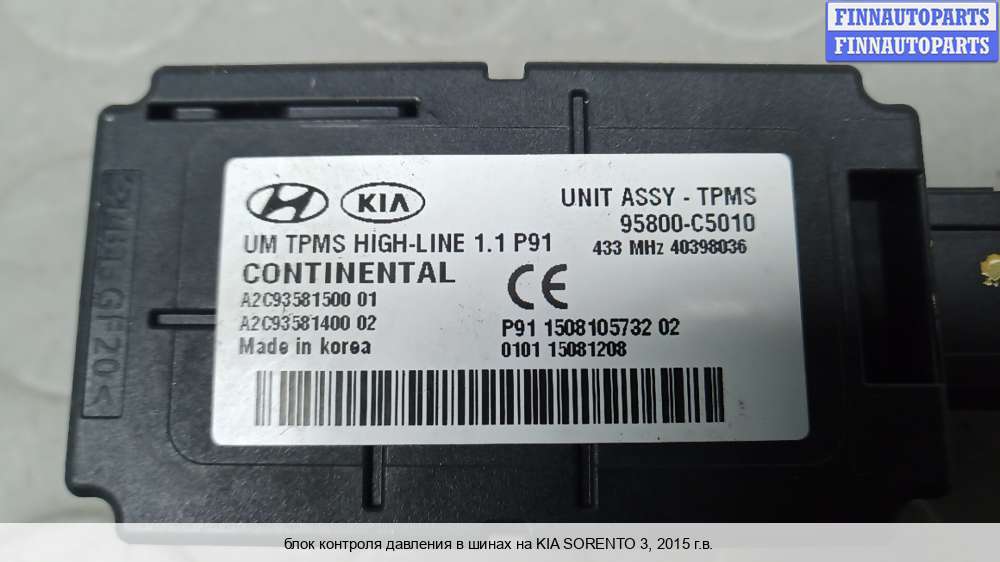 FINNAUTOPARTS
FINNAUTOPARTS
KIA
UNIT ASSY - TPMS
95800-C5010
433 MHz 40398036
UM TPMS HIGH-LINE 1.1 P91
CONTINENTAL
A2C93581500 01
A2C93581400 02
Made in korea
CE
P91 1508105732 02
0101 15081208
GF20<
блок контроля давления в шинах на KIA SORENTO 3, 2015 г.в.